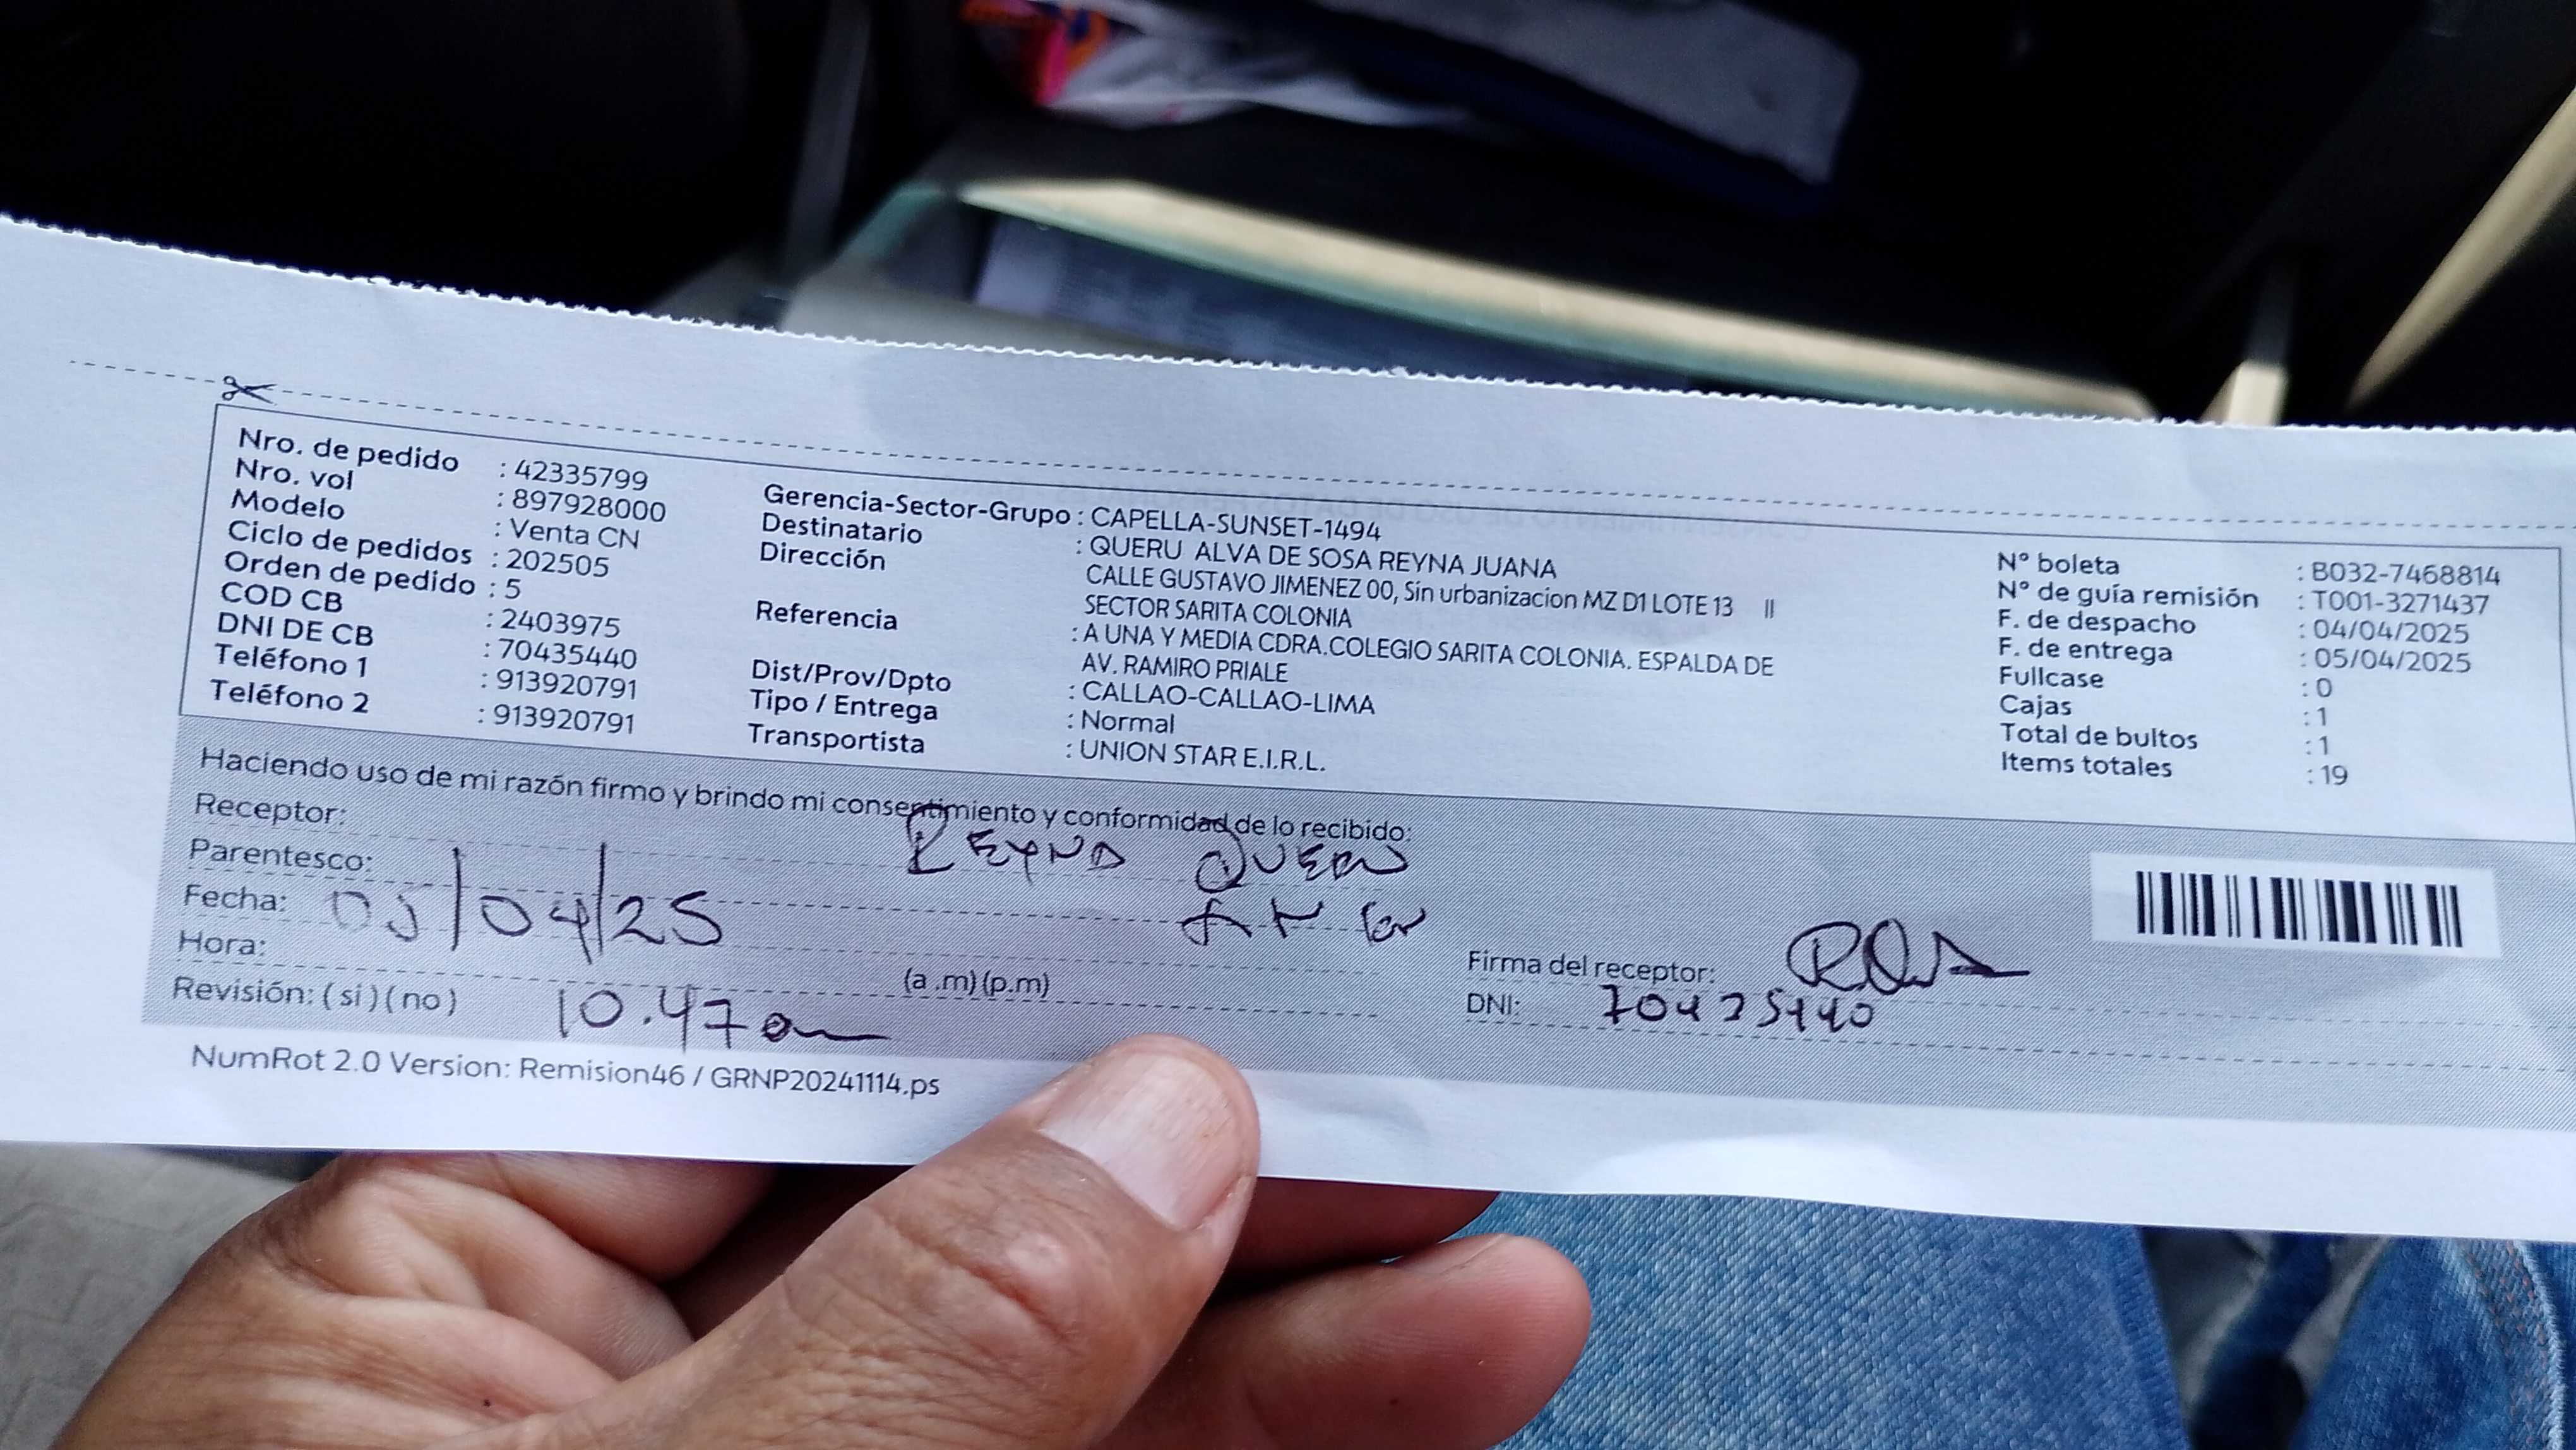 Nro. de pedido : 42335799
Nro. vol : 897928000
Modelo : Venta CN
Ciclo de pedidos : 202505
Orden de pedido : 5
COD CB : 2403975
DNI DE CB : 70435440
Teléfono 1 : 913920791
Teléfono 2 : 913920791
Gerencia-Sector-Grupo : CAPELLA-SUNSET-1494
Destinatario : QUERU ALVA DE SOSA REYNA JUANA
Dirección CALLE GUSTAVO JIMENEZ 00, Sin urbanizacion MZ D1 LOTE 13 II
SECTOR SARITA COLONIA
Referencia : A UNA Y MEDIA CDRA.COLEGIO SARITA COLONIA. ESPALDA DE
AV. RAMIRO PRIALE
Dist/Prov/Dpto : CALLAO-CALLAO-LIMA
Tipo / Entrega : Normal
Transportista : UNION STAR E.I.R.L.
N° boleta : B032-7468814
N° de guía remisión : T001-3271437
F. de despacho : 04/04/2025
F. de entrega : 05/04/2025
Fullcase : 0
Cajas : 1
Total de bultos : 1
Items totales : 19
Haciendo uso de mi razón firmo y brindo mi consentimiento y conformidad de lo recibido:
Receptor: Reyna Queru
Parentesco:
Fecha: 05/04/25
Hora: (a .m) (p.m)
Revisión: ( si ) ( no ) 10.47am
Firma del receptor:
DNI: 70435440
NumRot 2.0 Version: Remision46 / GRNP20241114.ps